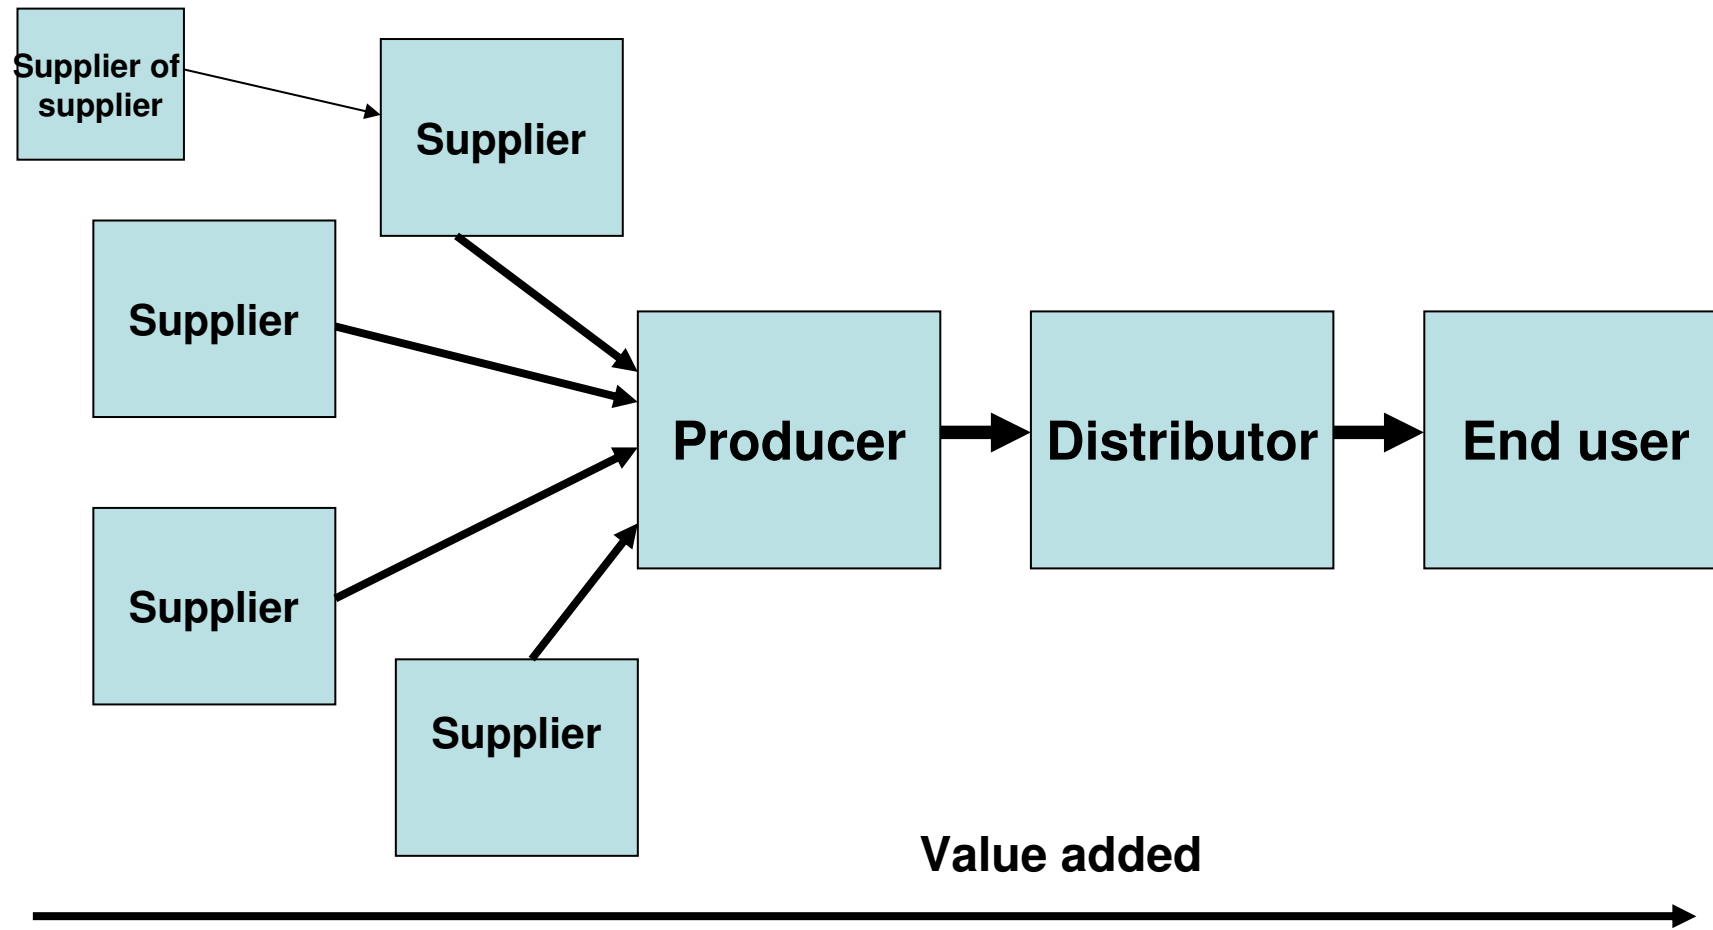 Supplier of
supplier
Supplier
Supplier
Producer
Distributor
End user
Supplier
Supplier
Value added